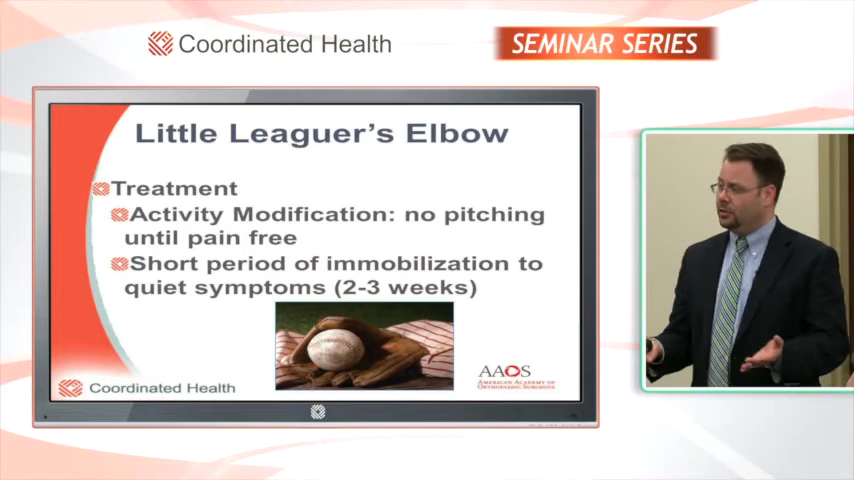 Coordinated Health
SEMINAR SERIES
Little Leaguer's Elbow
Treatment
Activity Modification: no pitching
until pain free
Short period of immobilization to
quiet symptoms (2-3 weeks)
Coordinated Health
AAOS
AMERICAN ACADEMY OF
ORTHOPAEDIC SURGEONS